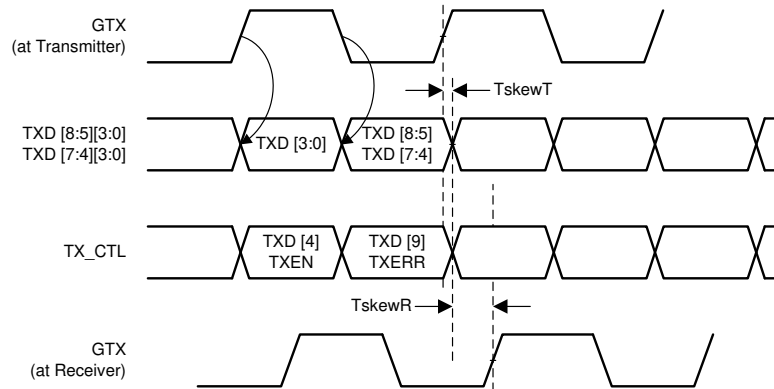 GTX
(at Transmitter)
TskewT
TXD [8:5][3:0]
TXD [7:4][3:0]
TXD [3:0]
TXD [8:5]
TXD [7:4]
TX_CTL
TXD [4]
TXEN
TXD [9]
TXERR
TskewR
GTX
(at Receiver)